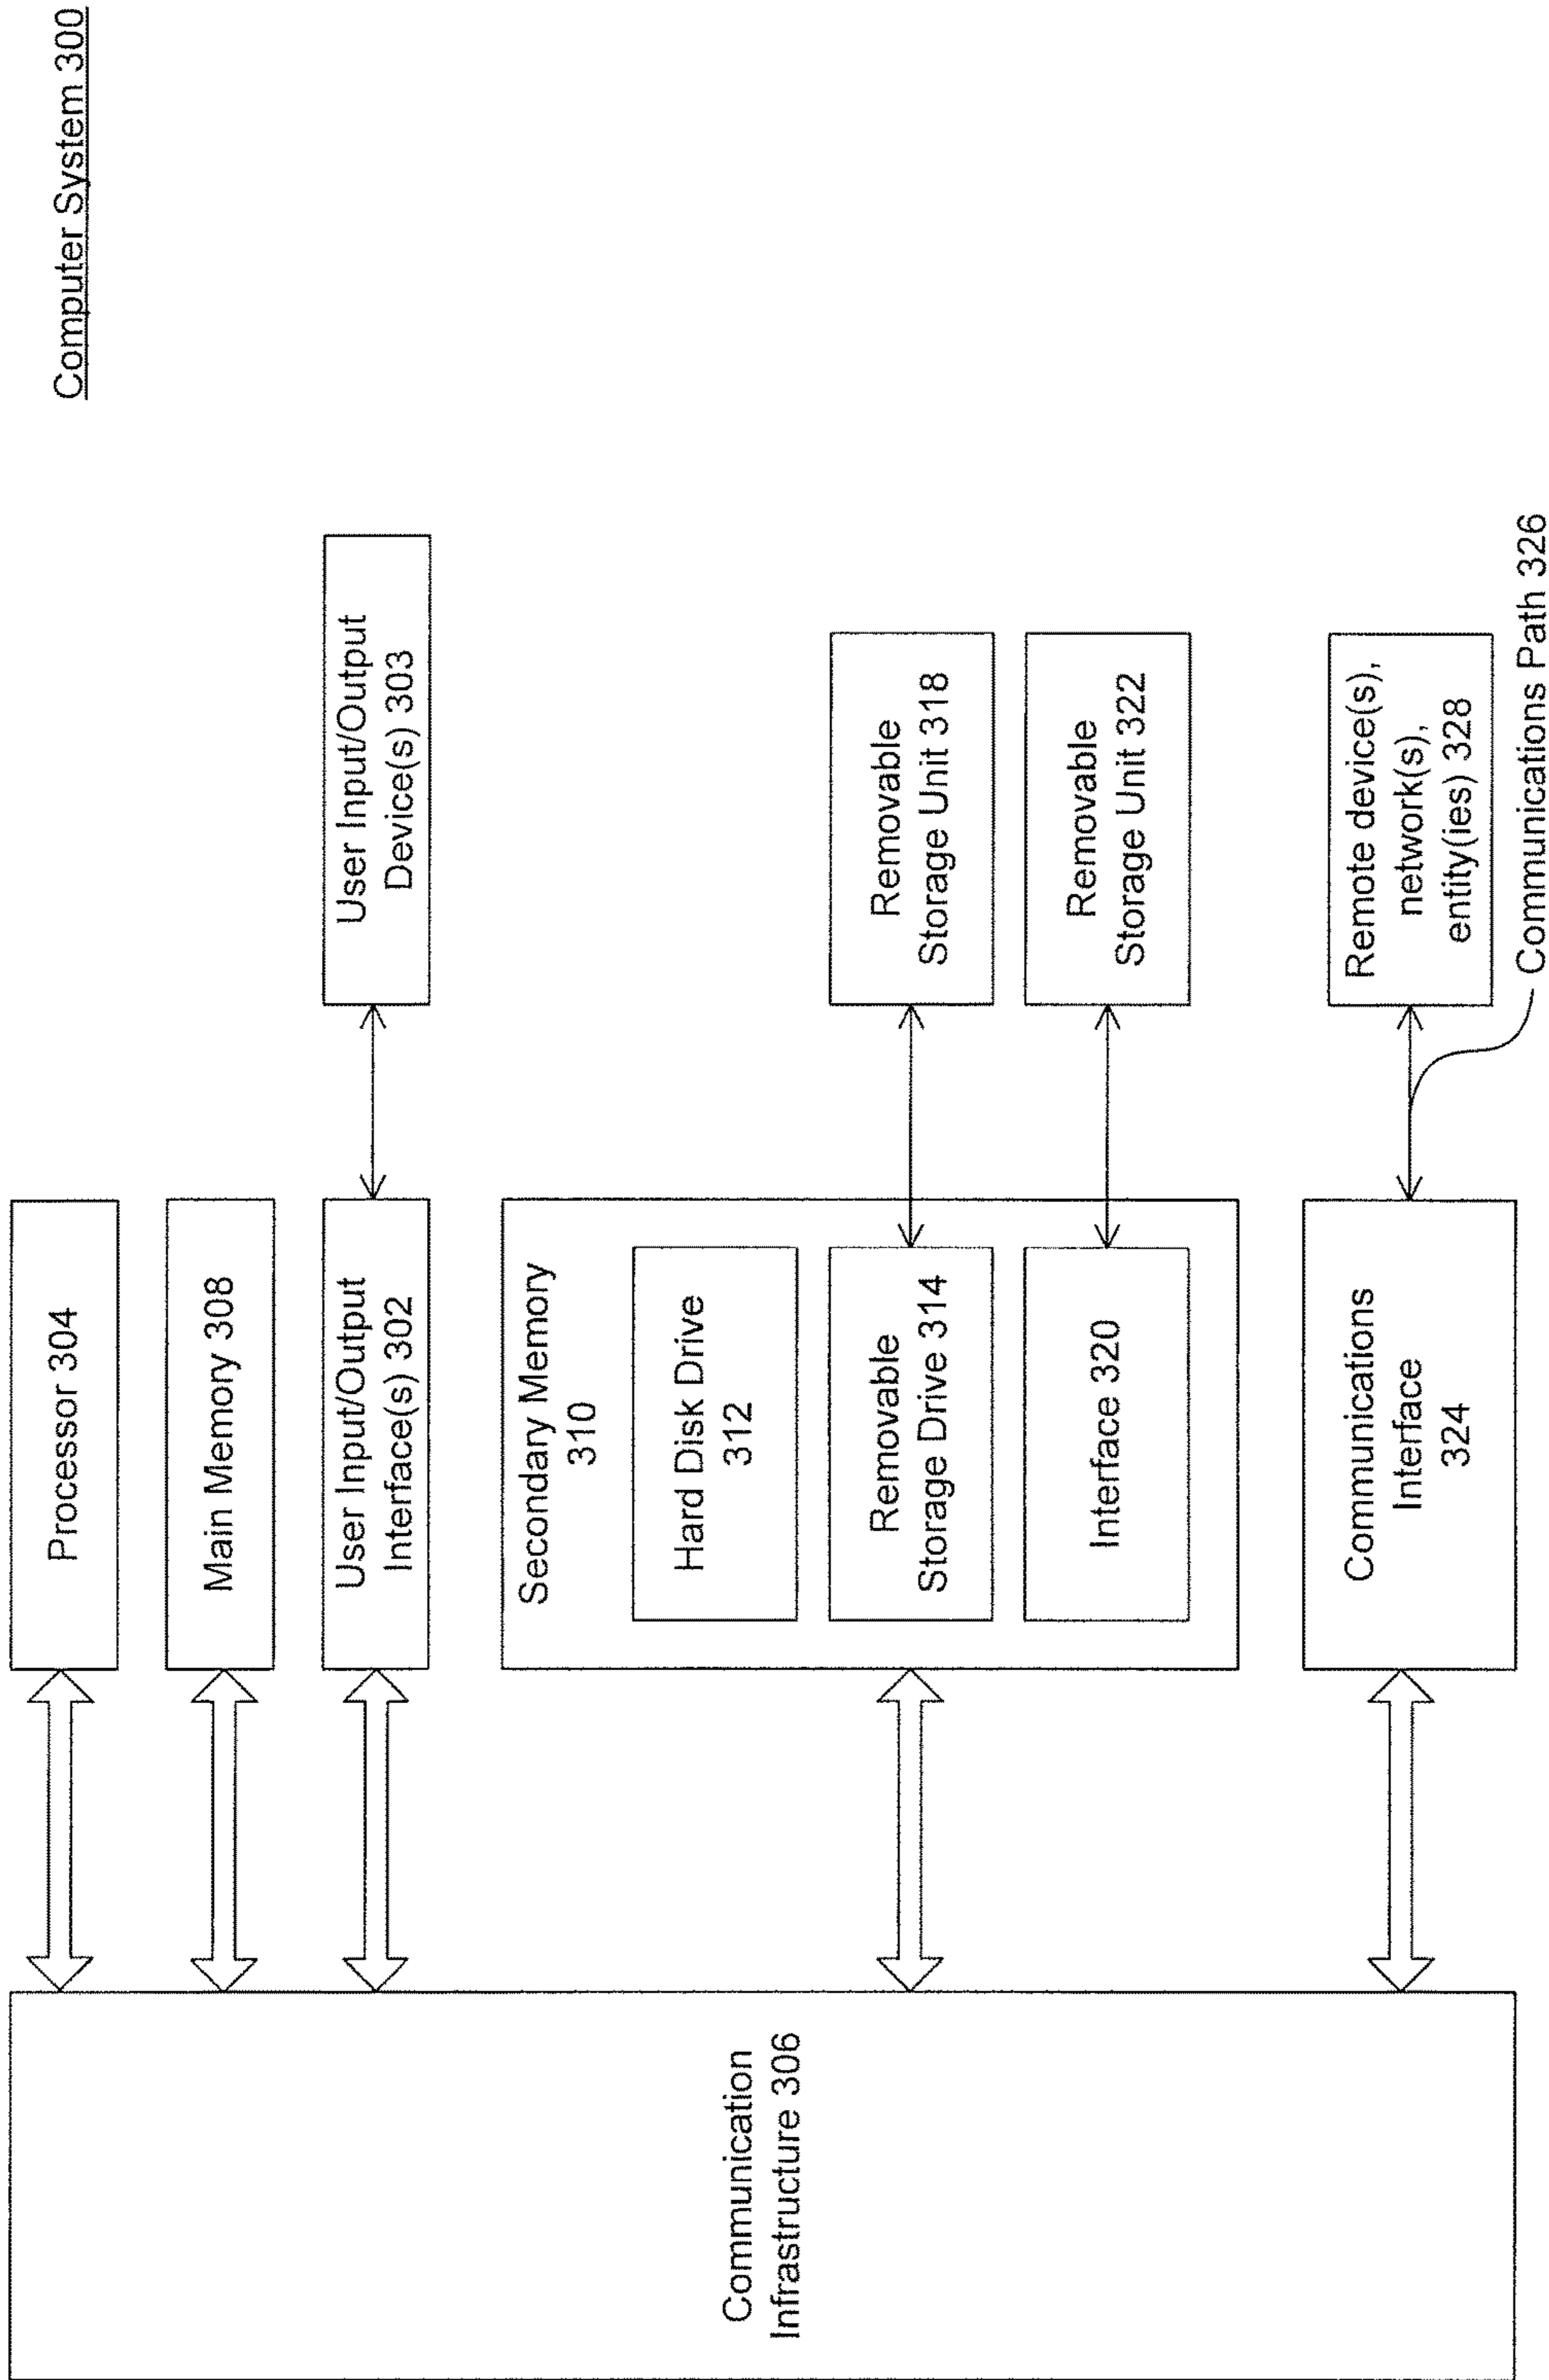 Computer System 300
Processor 304
Main Memory 308
User Input/Output
Interface(s) 302
User Input/Output
Device(s) 303
Communication
Infrastructure 306
Secondary Memory
310
Hard Disk Drive
312
Removable
Storage Drive 314
Removable
Storage Unit 318
Interface 320
Removable
Storage Unit 322
Communications
Interface
324
Remote device(s),
network(s),
entity(ies) 328
Communications Path 326